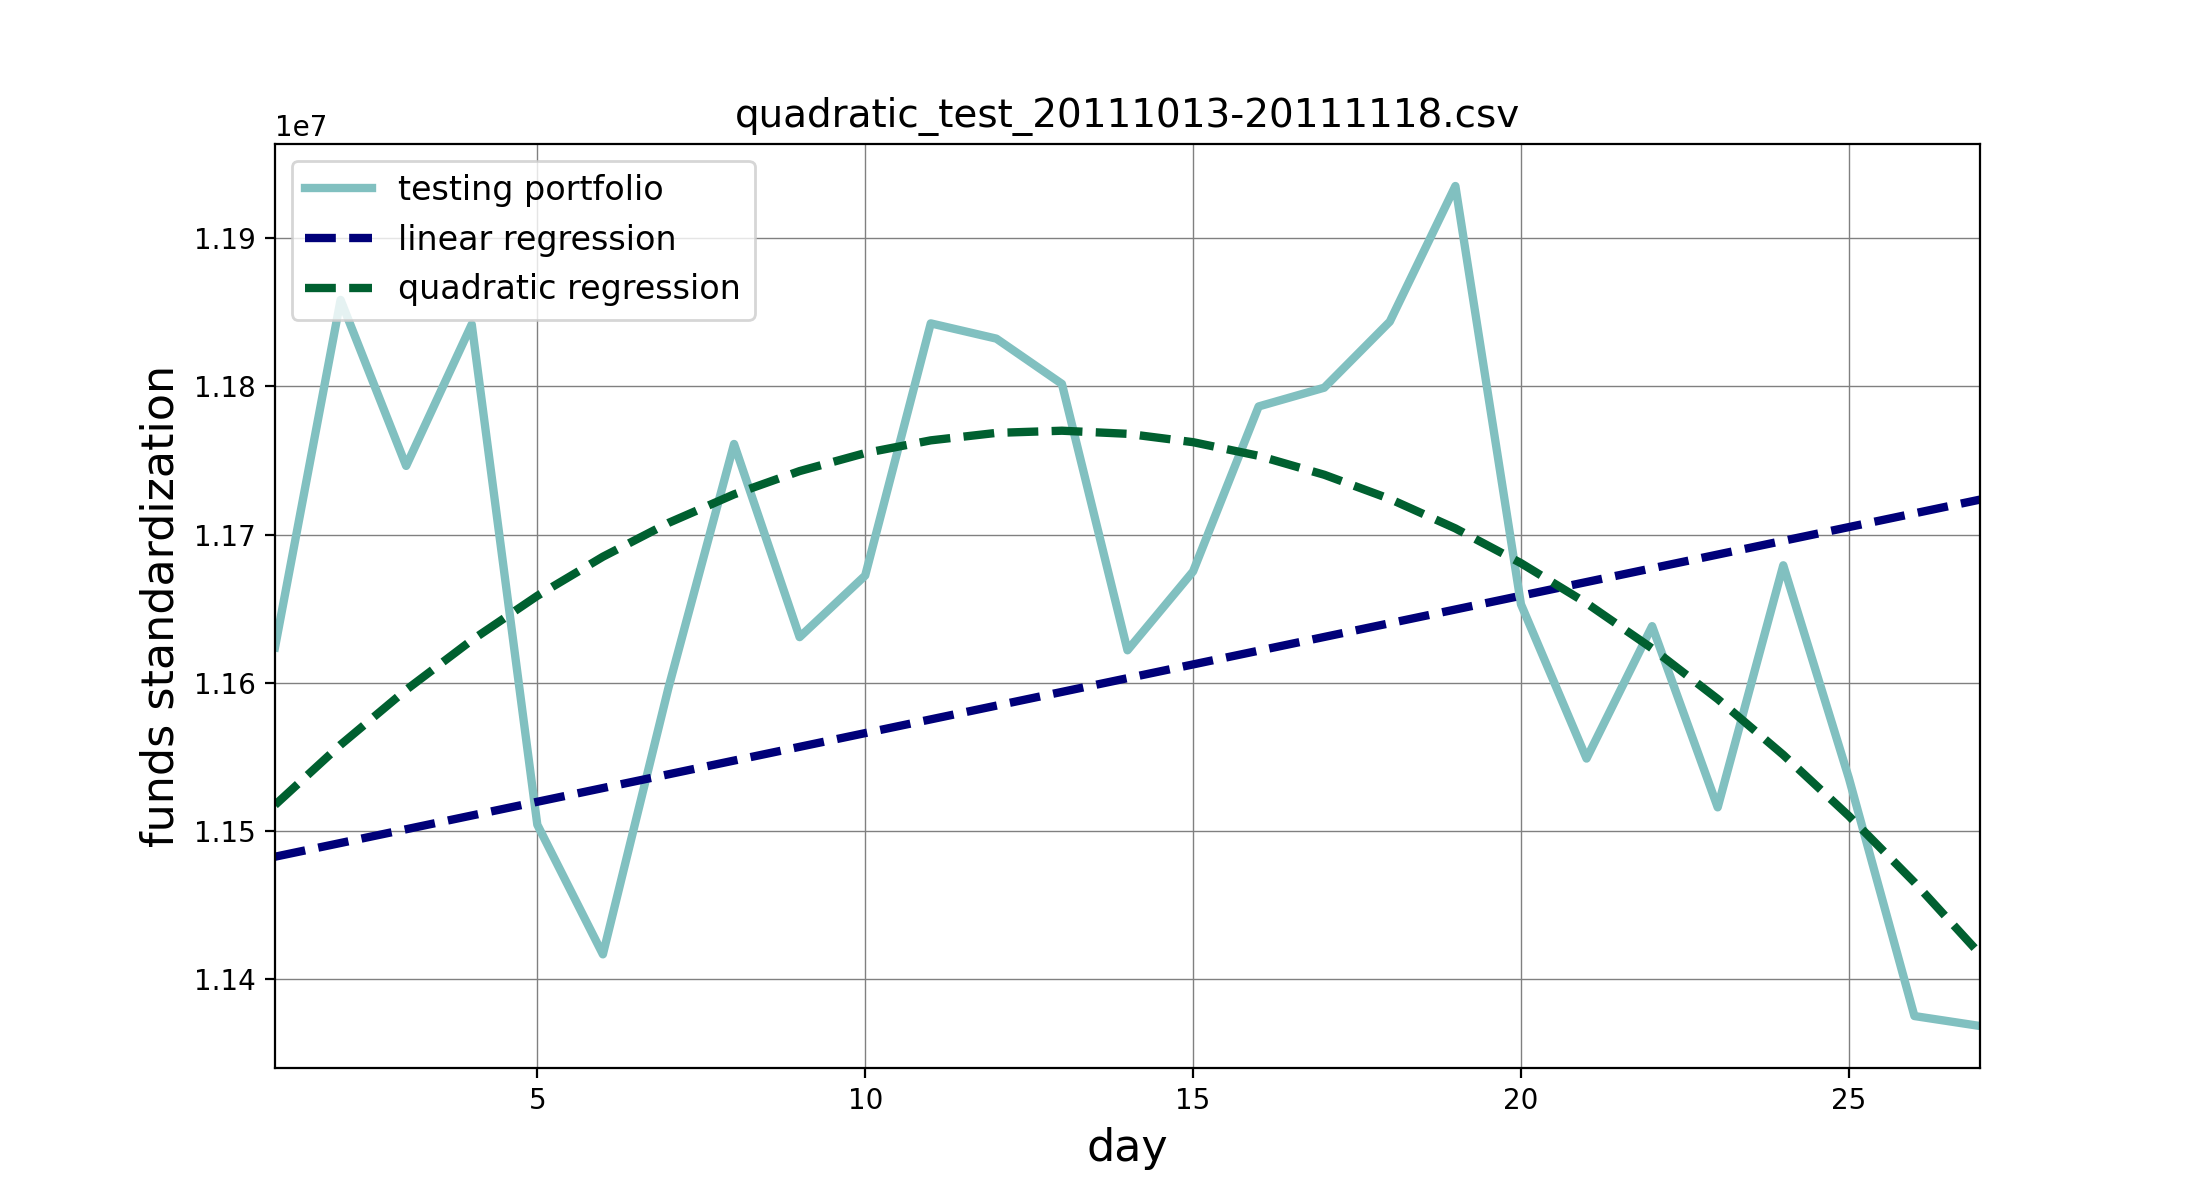 quadratic_test_20111013-20111118.csv
1e7
testing portfolio
linear regression
quadratic regression
1.19
1.18
1.17
1.16
1.15
1.14
funds standardization
5 10 15 20 25
day